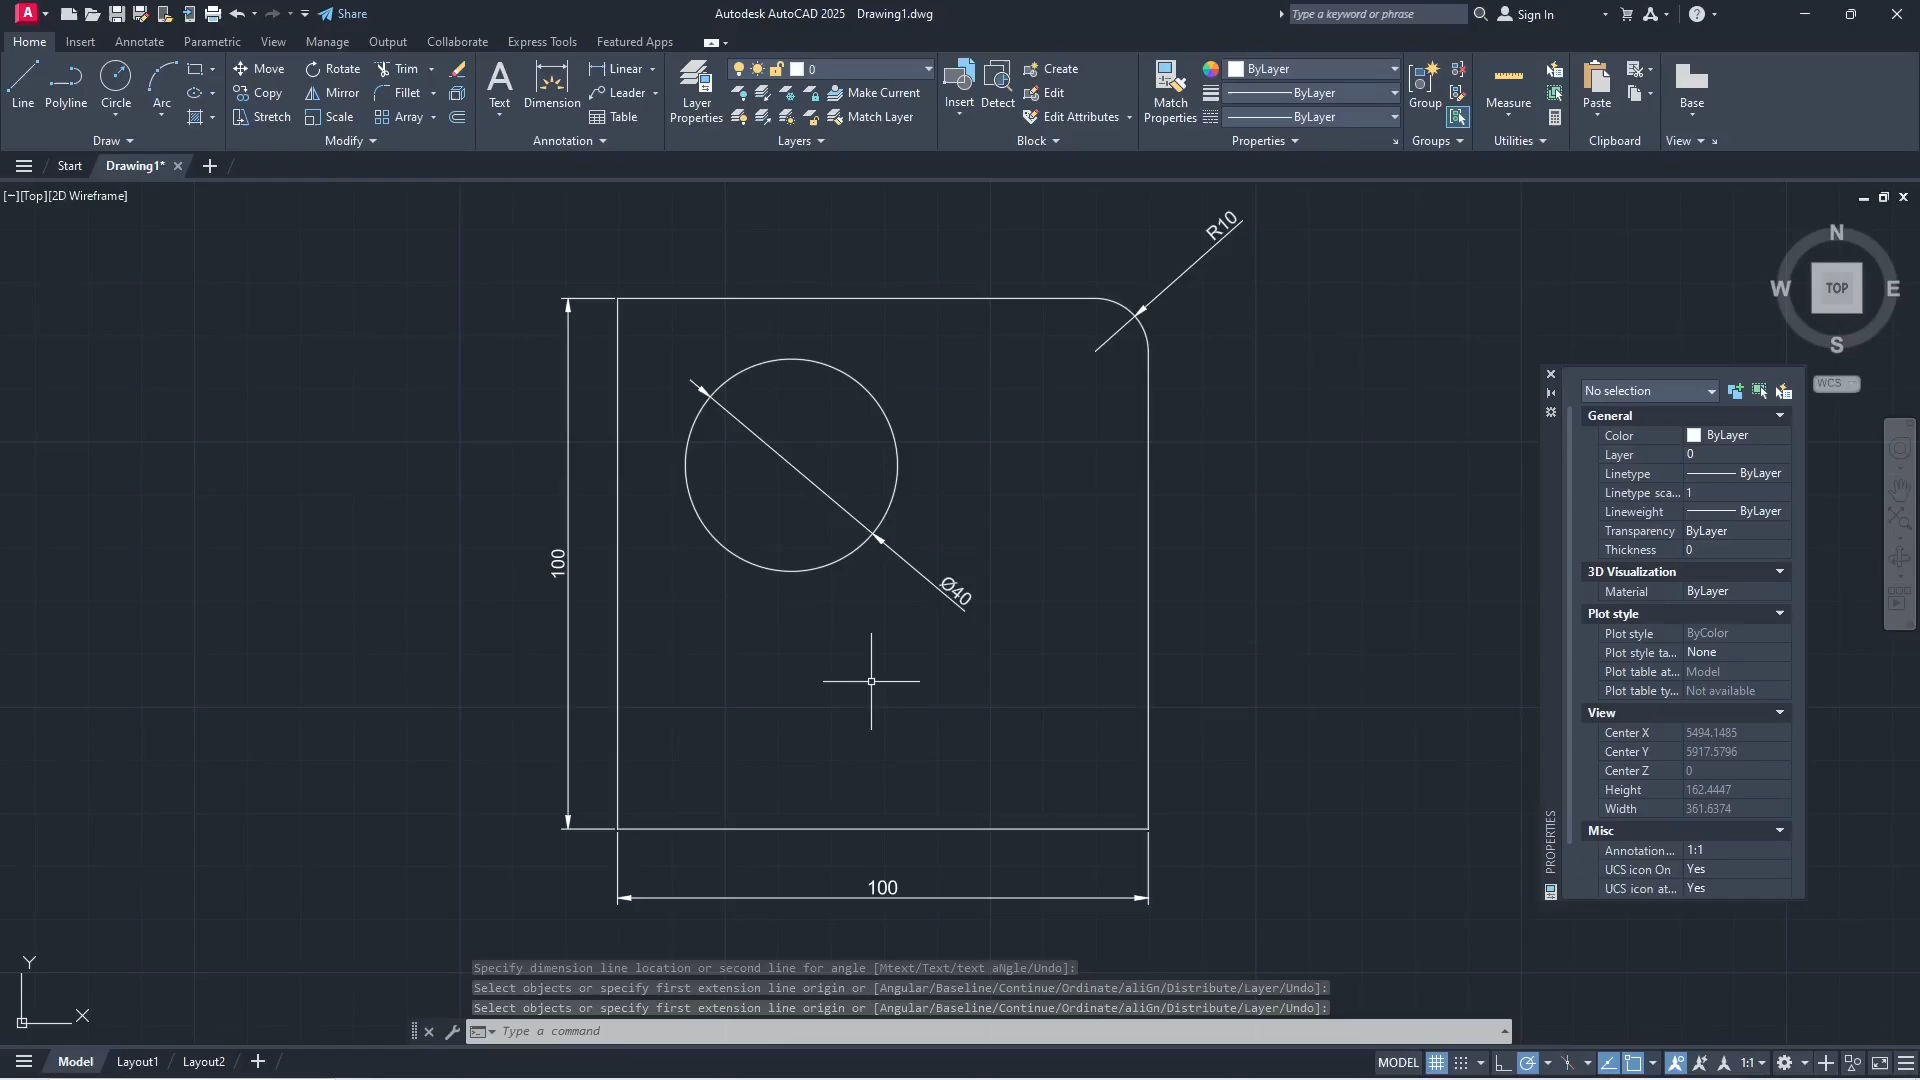 A Share Autodesk AutoCAD 2025 Drawing1.dwg Type a keyword or phrase Sign In
Home Insert Annotate Parametric View Manage Output Collaborate Express Tools Featured Apps
Line Polyline Circle Arc
Move Rotate Trim
Copy Mirror Fillet
Stretch Scale Array
Text Dimension
Linear
Leader
Table
Layer Properties
0
Make Current
Match Layer
Insert Detect
Create
Edit
Edit Attributes
Match Properties
ByLayer
ByLayer
ByLayer
Group Measure Paste Base
Draw Modify Annotation Layers Block Properties Groups Utilities Clipboard View
Start Drawing1*
[−][Top][2D Wireframe]
R10
100
Ø40
100
N
W TOP E
S
WCS
No selection
General
Color ByLayer
Layer 0
Linetype ByLayer
Linetype sca... 1
Lineweight ByLayer
Transparency ByLayer
Thickness 0
3D Visualization
Material ByLayer
Plot style
Plot style ByColor
Plot style ta... None
Plot table at... Model
Plot table ty... Not available
View
Center X 5494.1485
Center Y 5917.5796
Center Z 0
Height 162.4447
Width 361.6374
Misc
Annotation... 1:1
UCS icon On Yes
UCS icon at... Yes
PROPERTIES
Y
X
Specify dimension line location or second line for angle [Mtext/Text/text aNgle/Undo]:
Select objects or specify first extension line origin or [Angular/Baseline/Continue/Ordinate/aliGn/Distribute/Layer/Undo]:
Select objects or specify first extension line origin or [Angular/Baseline/Continue/Ordinate/aliGn/Distribute/Layer/Undo]:
Type a command
Model Layout1 Layout2 MODEL 1:1